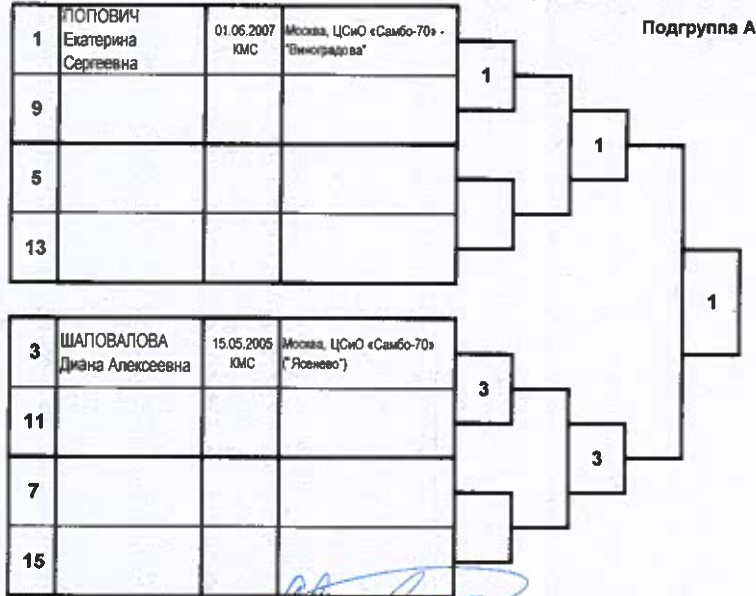 Подгруппа А
1
ПОПОВИЧ
Екатерина
Сергеевна
01.06.2007
КМС
Москва, ЦСиО «Самбо-70» -
"Виноградова"
9
5
13
1
1
1
3
ШАПОВАЛОВА
Диана Алексеевна
15.05.2005
КМС
Москва, ЦСиО «Самбо-70»
("Ясенево")
11
7
15
3
3